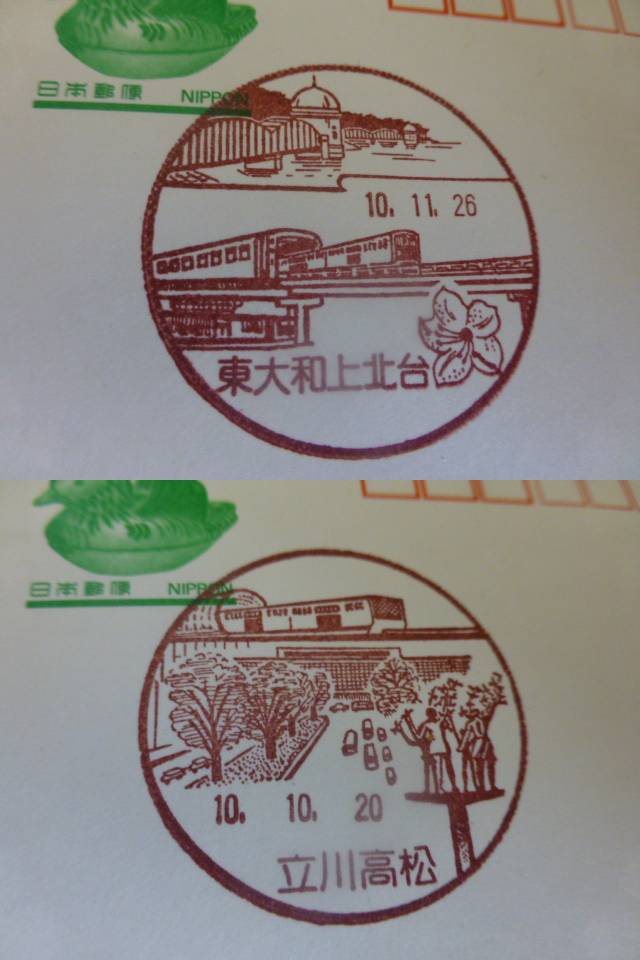 日本郵便 NIPPON
10. 11. 26
東大和上北台
日本郵便 NIPPON
10. 10. 20
立川高松